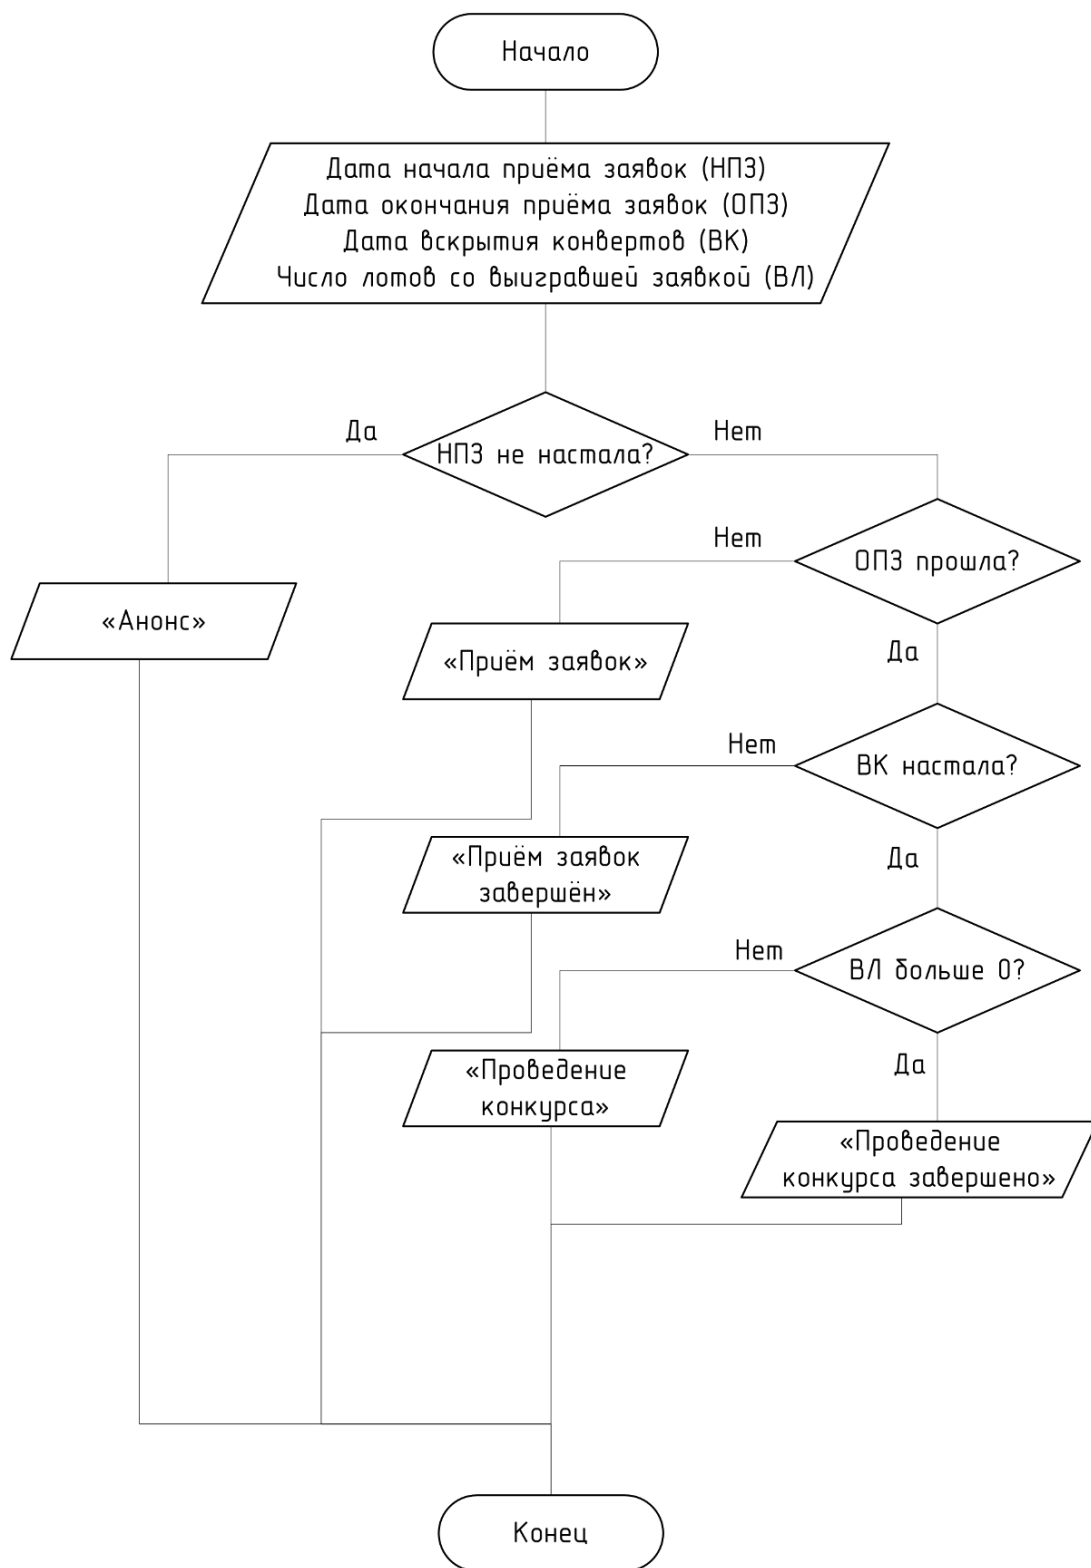 Начало
Дата начала приёма заявок (НПЗ)
Дата окончания приёма заявок (ОПЗ)
Дата вскрытия конвертов (ВК)
Число лотов со выигравшей заявкой (ВЛ)
Да
НПЗ не настала?
Нет
Нет
ОПЗ прошла?
«Анонс»
«Приём заявок»
Да
Нет
ВК настала?
«Приём заявок
завершён»
Да
Нет
ВЛ больше 0?
«Проведение
конкурса»
Да
«Проведение
конкурса завершено»
Конец